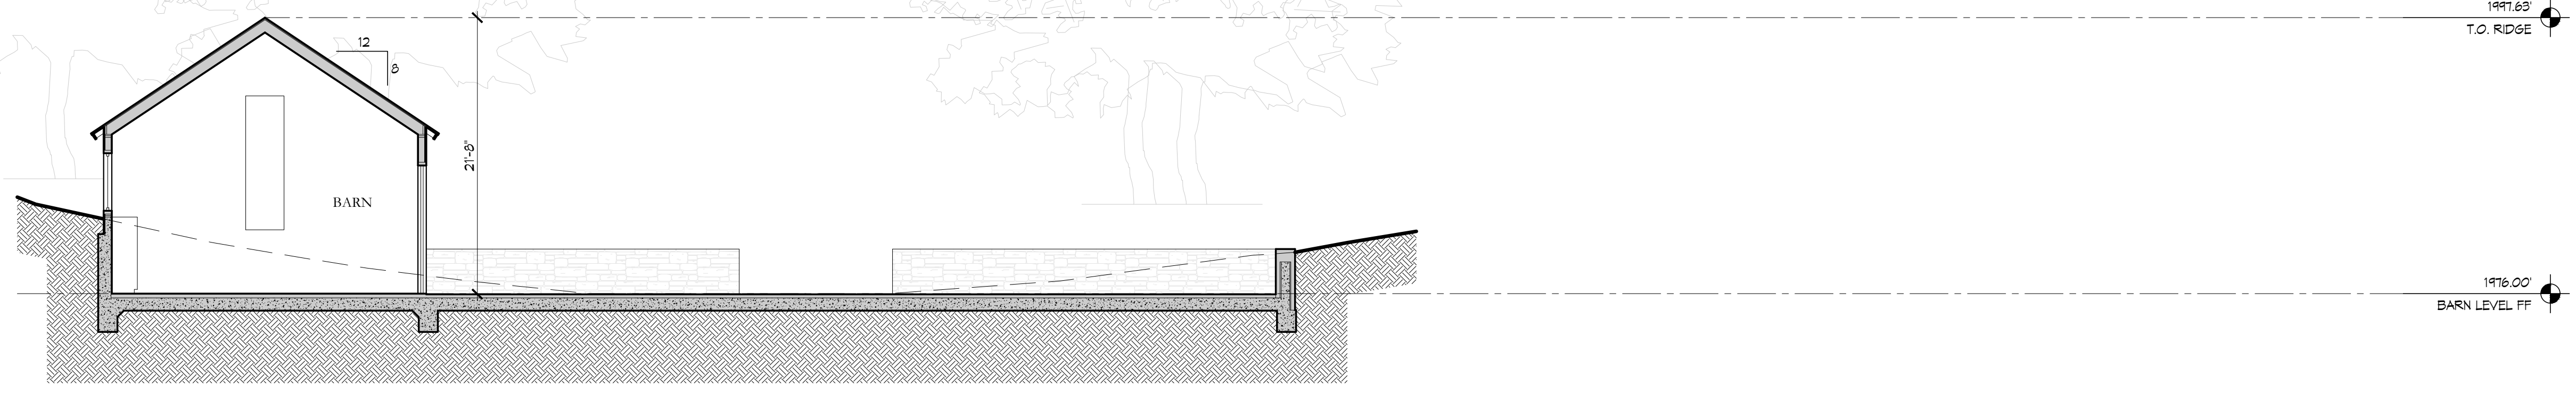 1997.63'
T.O. RIDGE
12
8
21'-8"
BARN
1976.00'
BARN LEVEL FF